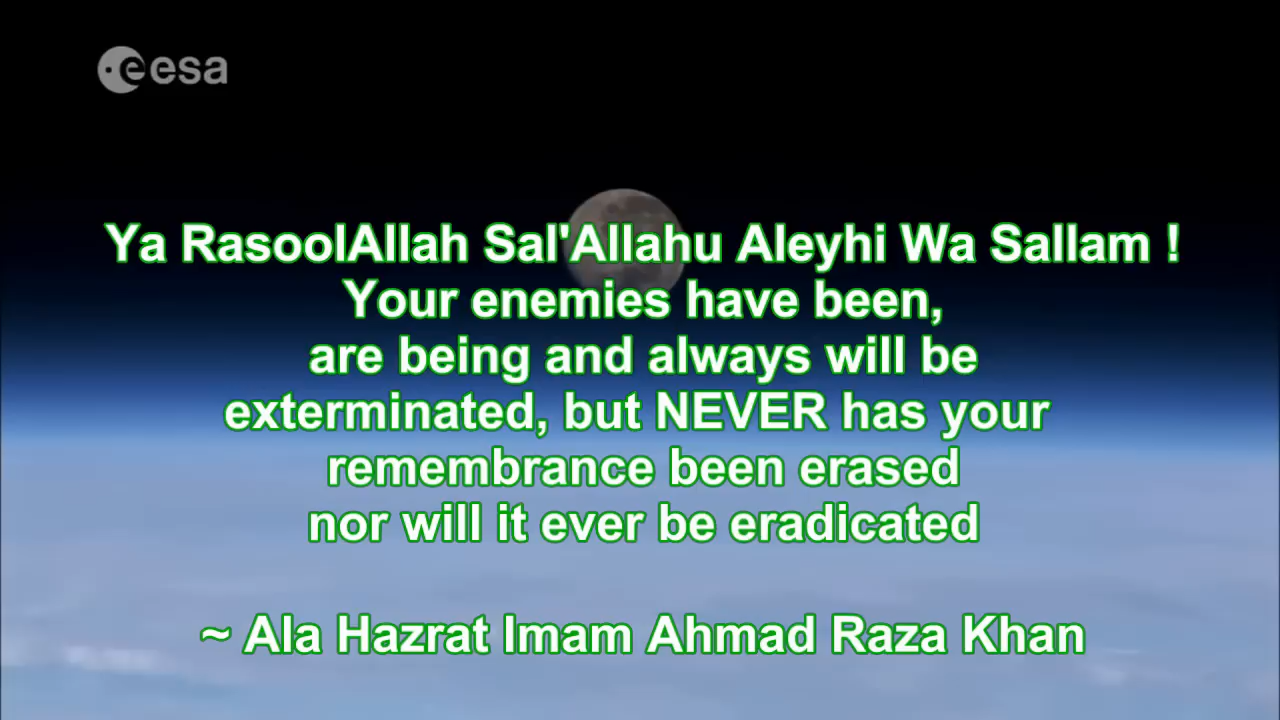 esa
Ya RasoolAllah Sal'Allahu Aleyhi Wa Sallam !
Your enemies have been,
are being and always will be
exterminated, but NEVER has your
remembrance been erased
nor will it ever be eradicated
~ Ala Hazrat Imam Ahmad Raza Khan